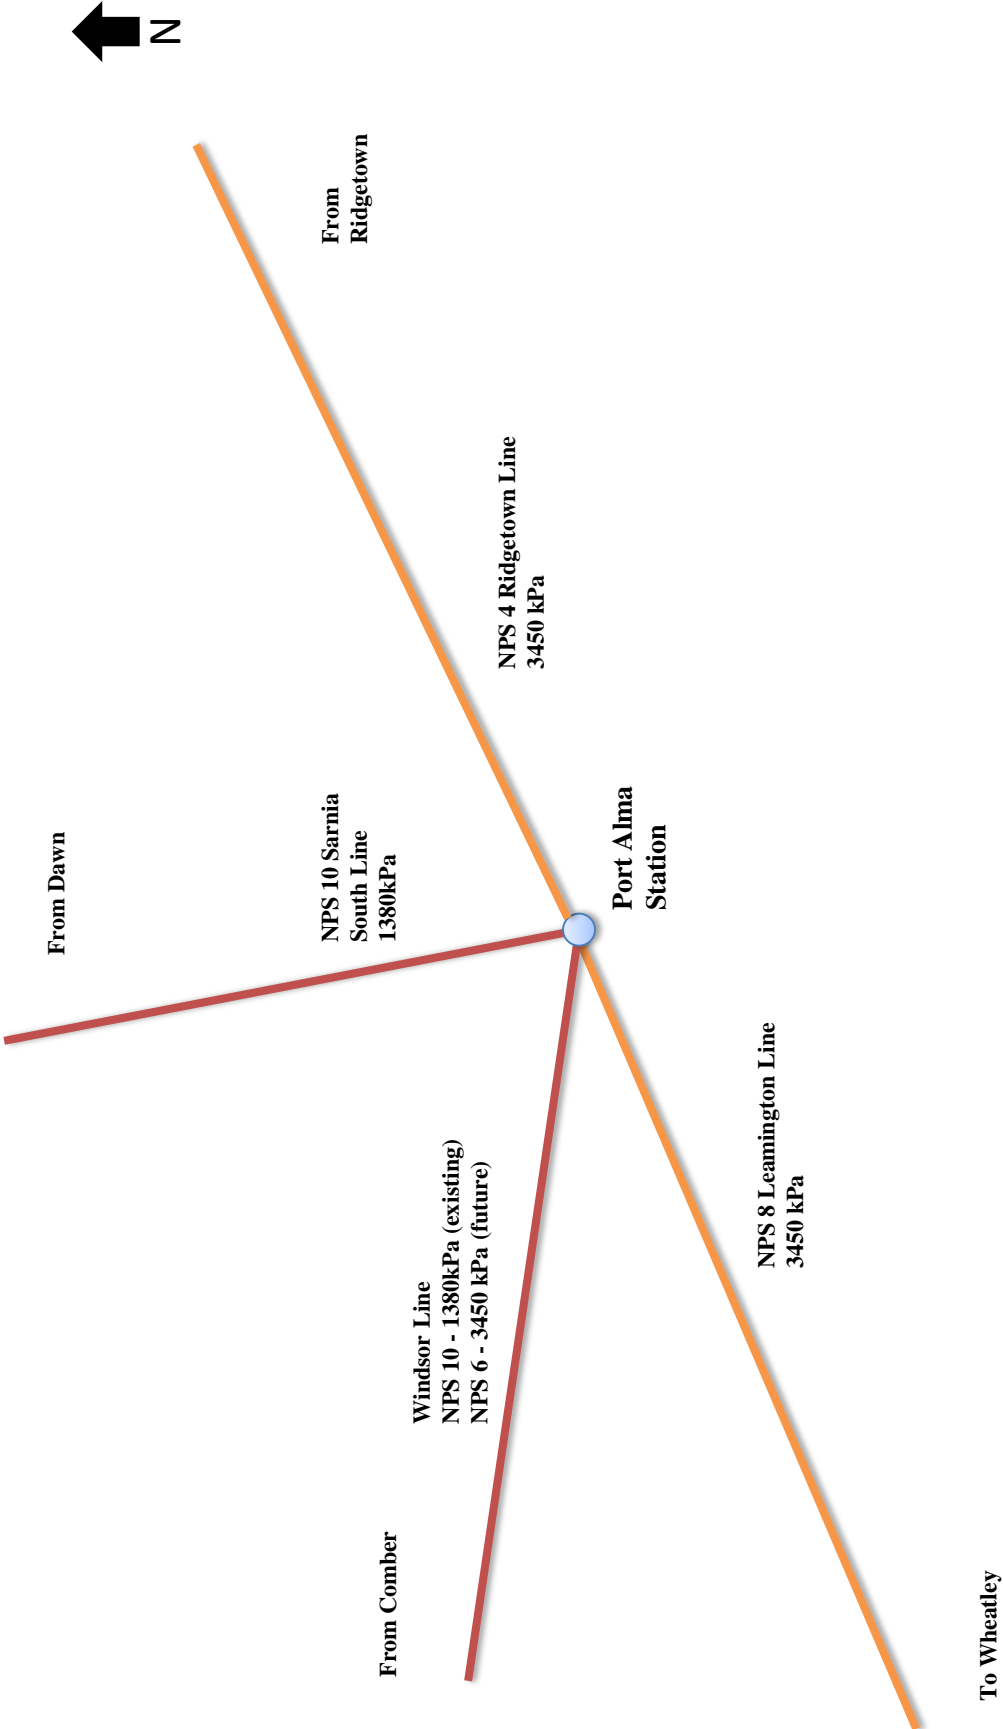 From Dawn
N
NPS 10 Sarnia
South Line
1380kPa
From
Ridgetown
From Comber
Windsor Line
NPS 10 - 1380kPa (existing)
NPS 6 - 3450 kPa (future)
NPS 4 Ridgetown Line
3450 kPa
Port Alma
Station
NPS 8 Leamington Line
3450 kPa
To Wheatley